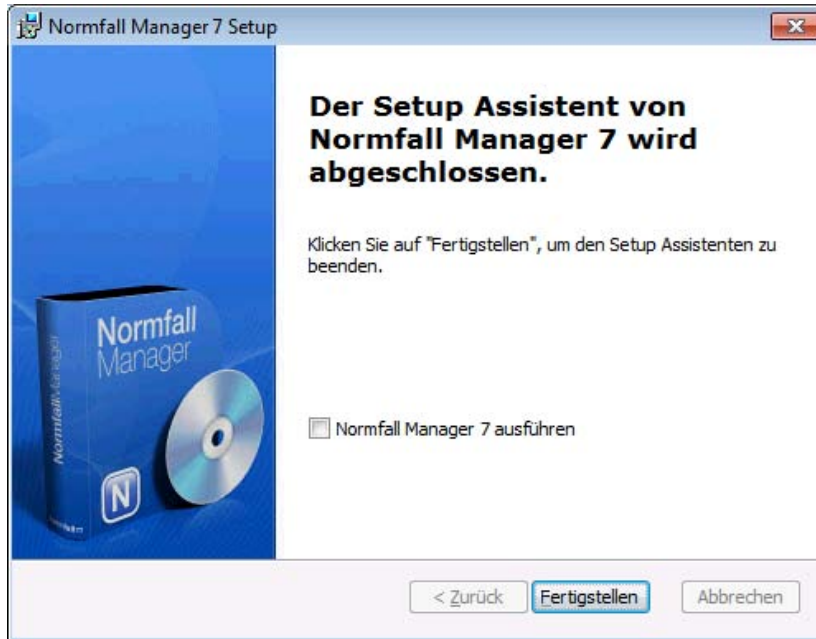 Normfall Manager 7 Setup
Der Setup Assistent von
Normfall Manager 7 wird
abgeschlossen.
Klicken Sie auf "Fertigstellen", um den Setup Assistenten zu
beenden.
Normfall
Manager
NormfallManager
N
Normfall Manager 7 ausführen
< Zurück
Fertigstellen
Abbrechen